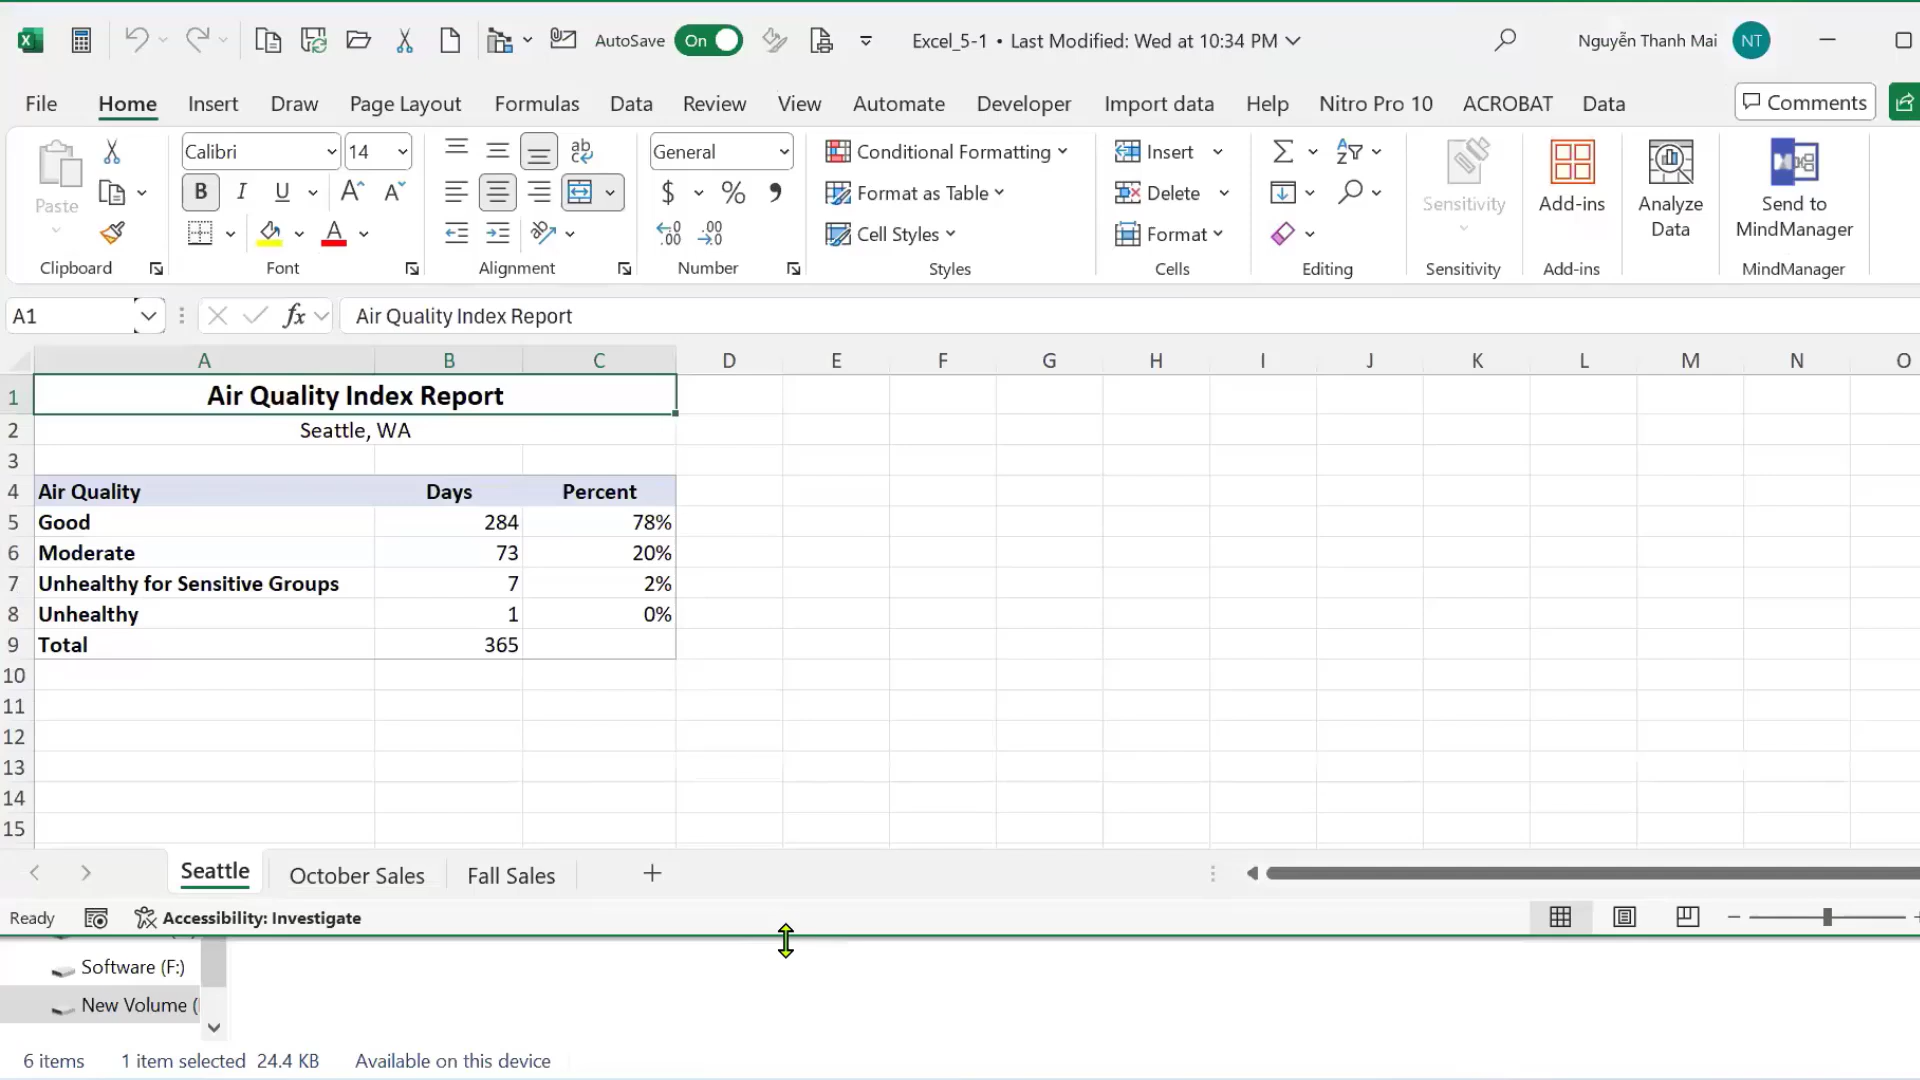 AutoSave On Excel_5-1 • Last Modified: Wed at 10:34 PM Nguyễn Thanh Mai NT
File Home Insert Draw Page Layout Formulas Data Review View Automate Developer Import data Help Nitro Pro 10 ACROBAT Data Comments
Paste
Clipboard
Calibri 14
B I U A A
A
Font
ab
Alignment
General
$ % 9
.00 .00
Number
Conditional Formatting
Format as Table
Cell Styles
Styles
Insert
Delete
Format
Cells
Editing
Sensitivity
Sensitivity
Add-ins
Add-ins
Analyze
Data
Send to
MindManager
MindManager
A1 fx Air Quality Index Report
A B C D E F G H I J K L M N O
1 Air Quality Index Report
2 Seattle, WA
3
4 Air Quality Days Percent
5 Good 284 78%
6 Moderate 73 20%
7 Unhealthy for Sensitive Groups 7 2%
8 Unhealthy 1 0%
9 Total 365
10
11
12
13
14
15
Seattle October Sales Fall Sales
Ready Accessibility: Investigate
Software (F:)
New Volume (
6 items 1 item selected 24.4 KB Available on this device